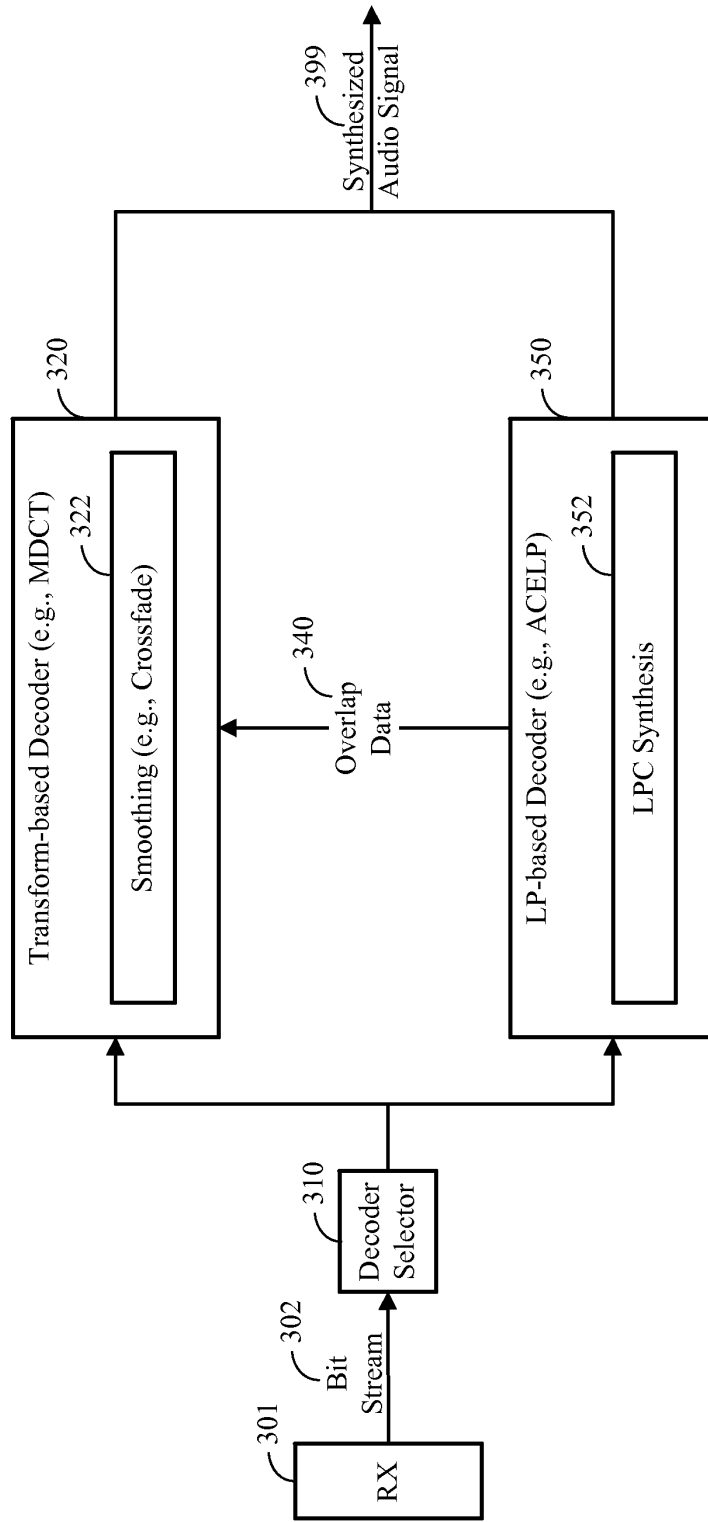 301
RX
302
Bit
Stream
310
Decoder
Selector
320
Transform-based Decoder (e.g., MDCT)
322
Smoothing (e.g., Crossfade)
340
Overlap
Data
350
LP-based Decoder (e.g., ACELP)
352
LPC Synthesis
399
Synthesized
Audio Signal